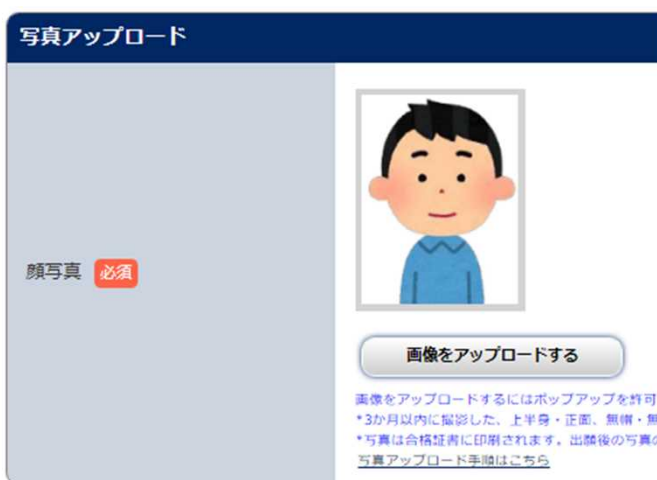 写真アップロード
顔写真 必須
画像をアップロードする
画像をアップロードするにはポップアップを許可
*3か月以内に撮影した、上半身・正面、無帽・無
*写真は合格証書に印刷されます。出願後の写真の
写真アップロード手順はこちら